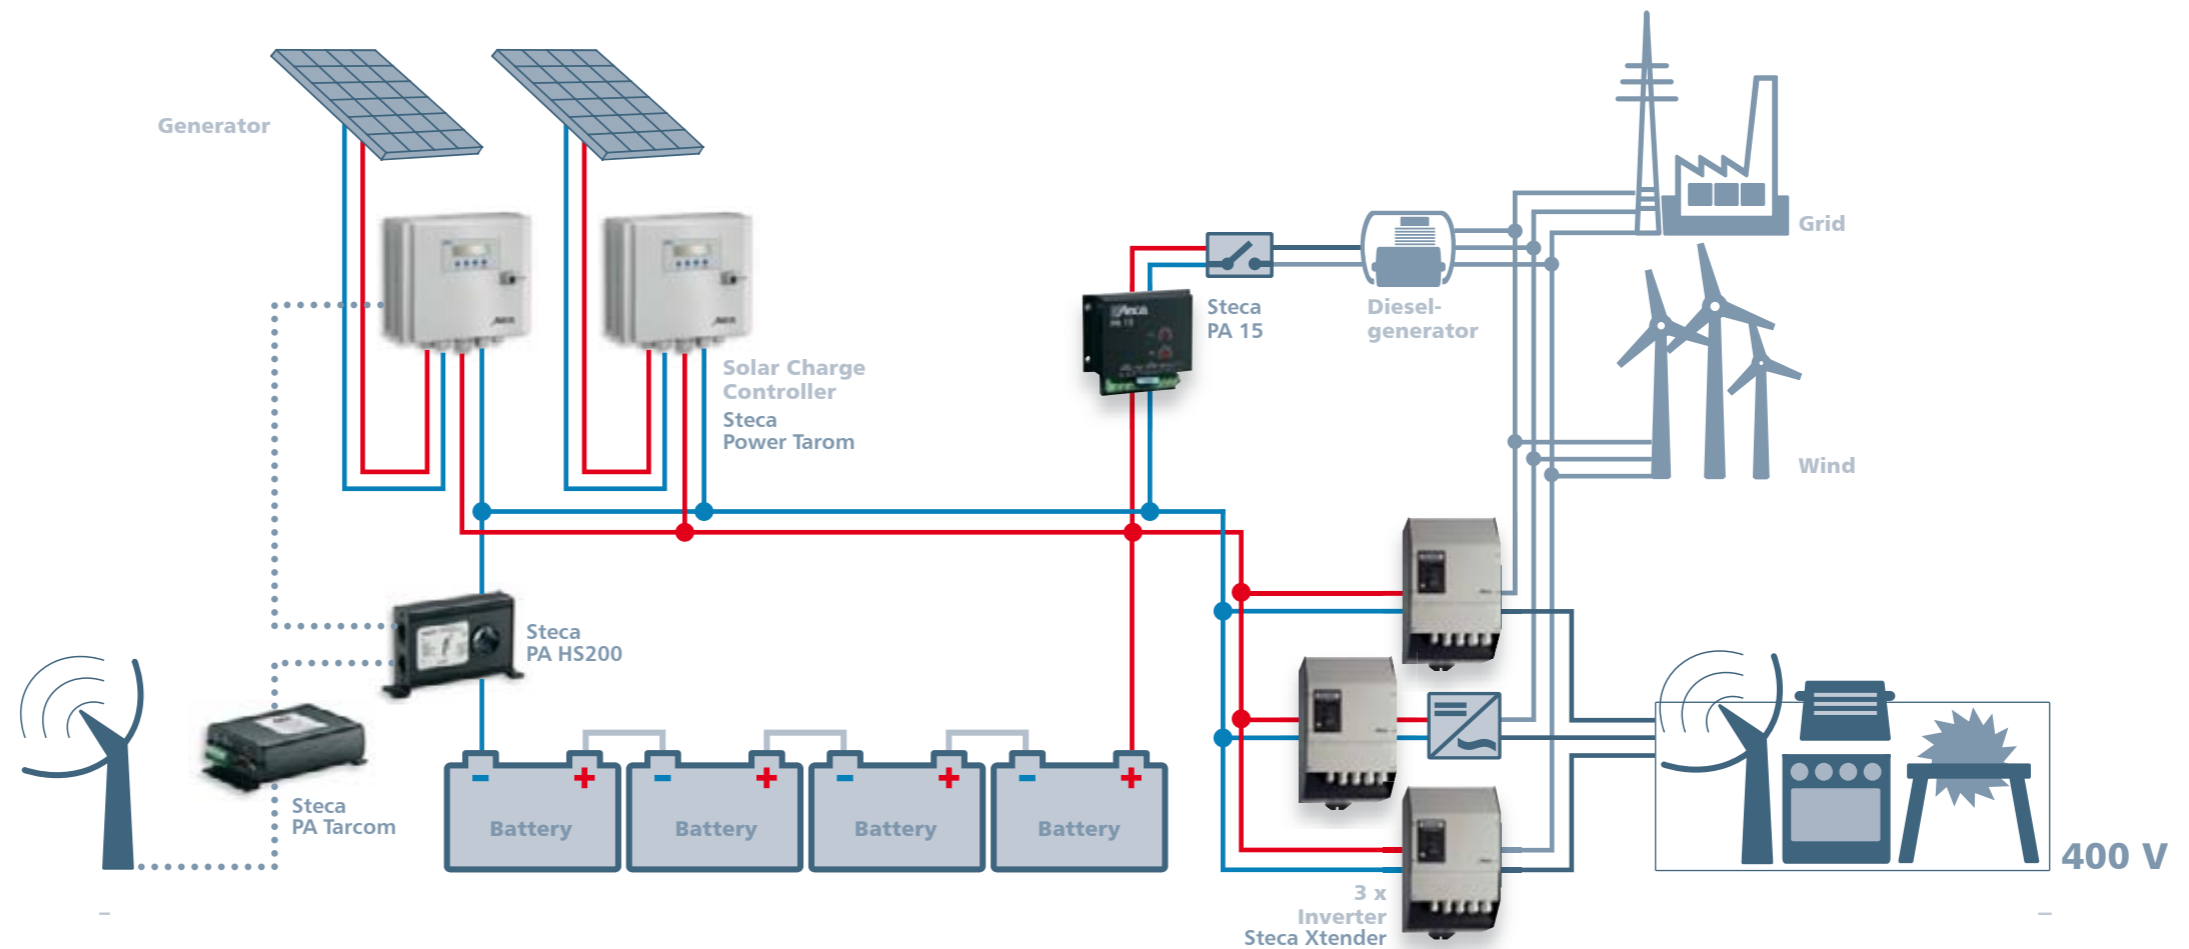 Generator
Grid
Steca
PA 15
Diesel-
generator
Solar Charge
Controller
Steca
Power Tarom
Wind
Steca
PA HS200
Steca
PA Tarcom
- + - + - + - +
Battery Battery Battery Battery
400 V
3 x
Inverter
Steca Xtender